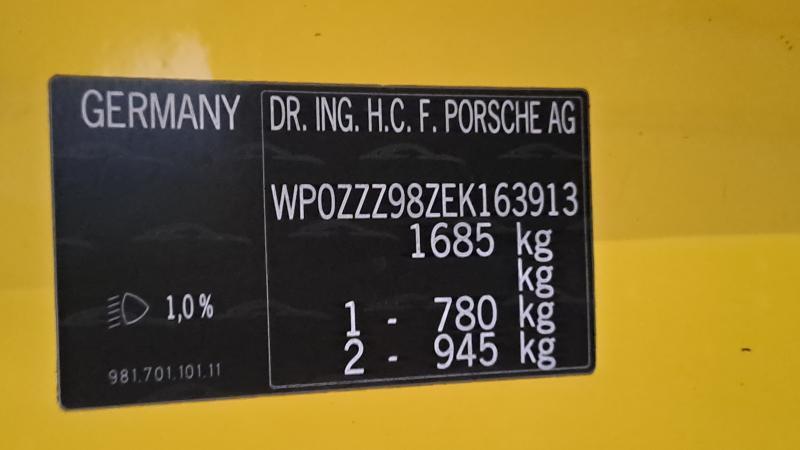 GERMANY
DR. ING. H.C. F. PORSCHE AG
WP0ZZZ98ZEK163913
1685 kg
kg
1 - 780 kg
2 - 945 kg
1,0%
981.701.101.11